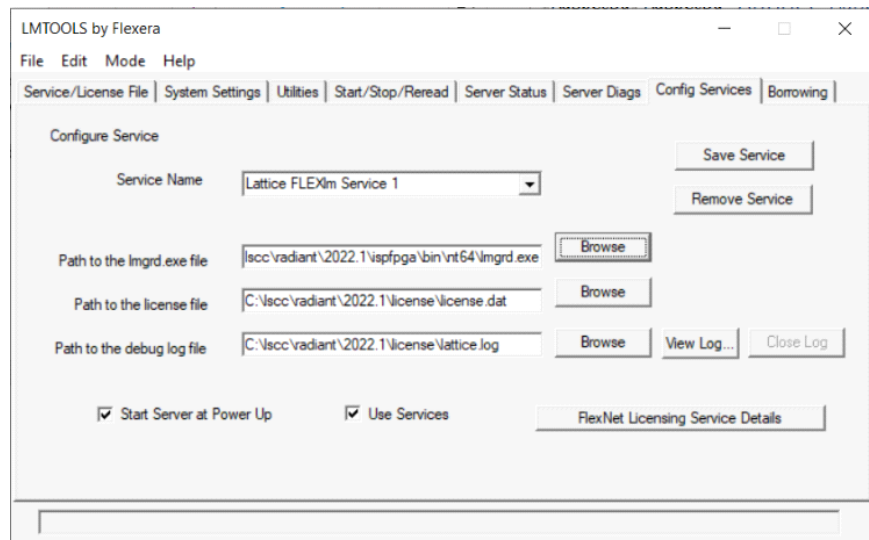 LMTOOLS by Flexera
File Edit Mode Help
Service/License File System Settings Utilities Start/Stop/Reread Server Status Server Diags Config Services Borrowing
Configure Service
Save Service
Service Name Lattice FLEXlm Service 1
Remove Service
Path to the lmgrd.exe file lscc\radiant\2022.1\ispfpga\bin\nt64\lmgrd.exe Browse
Path to the license file C:\lscc\radiant\2022.1\license\license.dat Browse
Path to the debug log file C:\lscc\radiant\2022.1\license\lattice.log Browse View Log... Close Log
Start Server at Power Up Use Services FlexNet Licensing Service Details